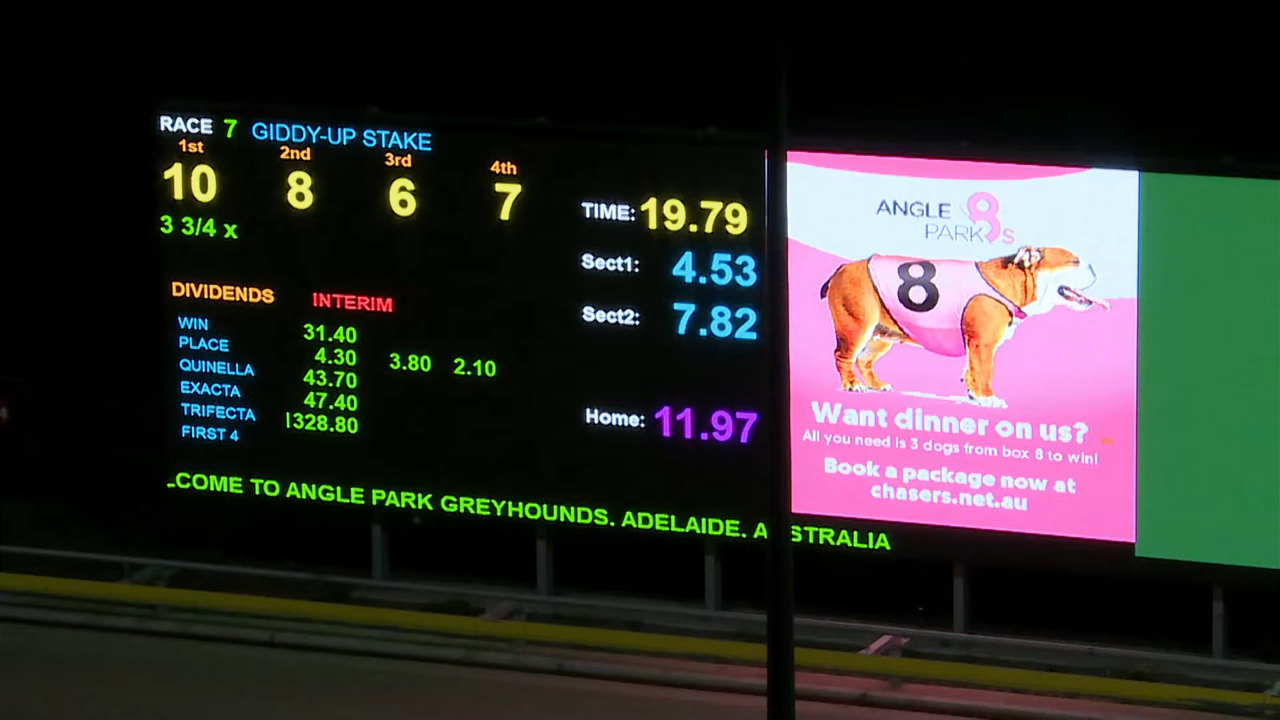 RACE 7 GIDDY-UP STAKE
1st 2nd 3rd 4th
10 8 6 7
3 3/4 x
TIME: 19.79
Sect1: 4.53
Sect2: 7.82
Home: 11.97
DIVIDENDS INTERIM
WIN 31.40
PLACE 4.30 3.80 2.10
QUINELLA 43.70
EXACTA 47.40
TRIFECTA 1328.80
FIRST 4
COME TO ANGLE PARK GREYHOUNDS. ADELAIDE. A STRALIA
ANGLE 8
PARK s
8
Want dinner on us?
All you need is 3 dogs from box 8 to win!
Book a package now at
chasers.net.au